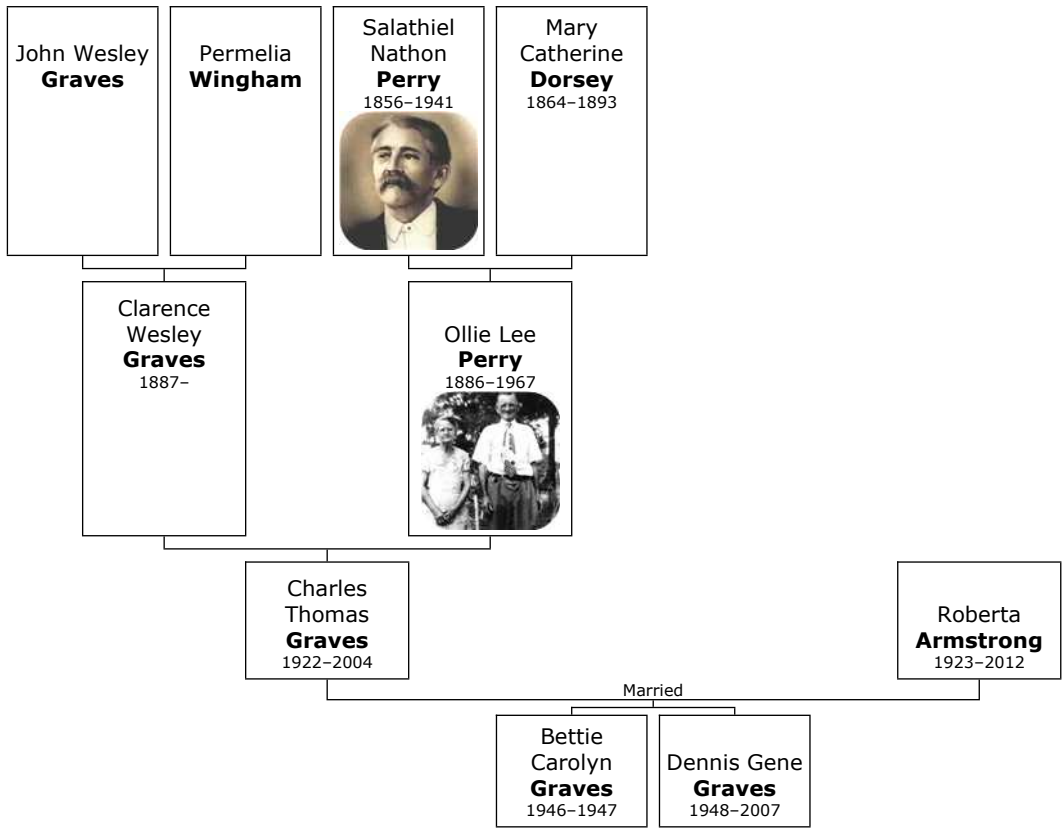 John Wesley
Graves
Permelia
Wingham
Salathiel
Nathon
Perry
1856–1941
Mary
Catherine
Dorsey
1864–1893
Clarence
Wesley
Graves
1887–
Ollie Lee
Perry
1886–1967
Charles
Thomas
Graves
1922–2004
Roberta
Armstrong
1923–2012
Married
Bettie
Carolyn
Graves
1946–1947
Dennis Gene
Graves
1948–2007